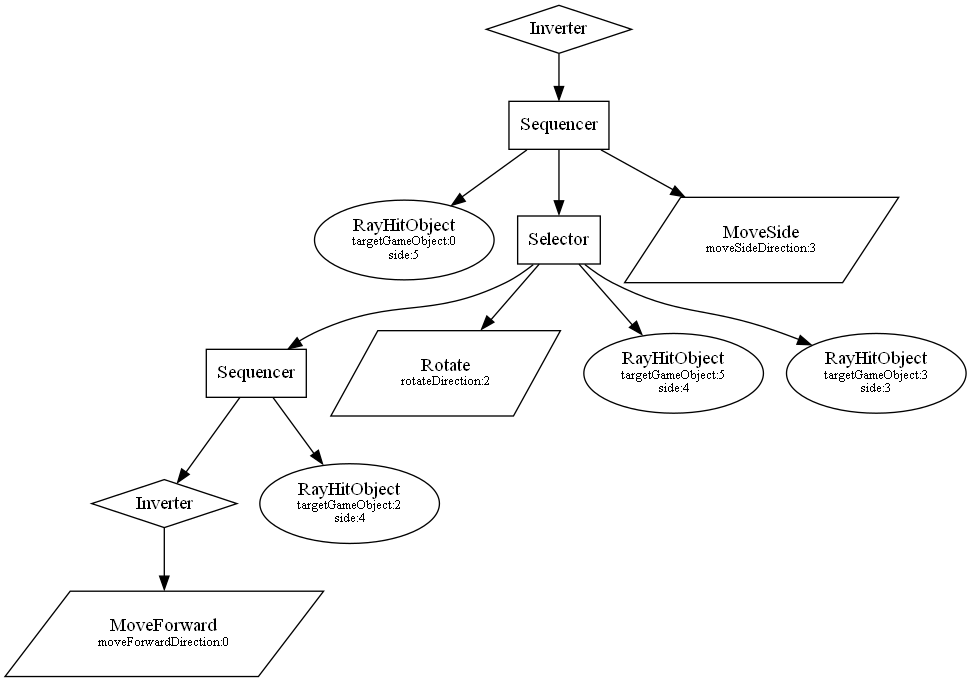 Inverter
Sequencer
RayHitObject
targetGameObject:0
side:5
Selector
MoveSide
moveSideDirection:3
Sequencer
Rotate
rotateDirection:2
RayHitObject
targetGameObject:5
side:4
RayHitObject
targetGameObject:3
side:3
Inverter
RayHitObject
targetGameObject:2
side:4
MoveForward
moveForwardDirection:0